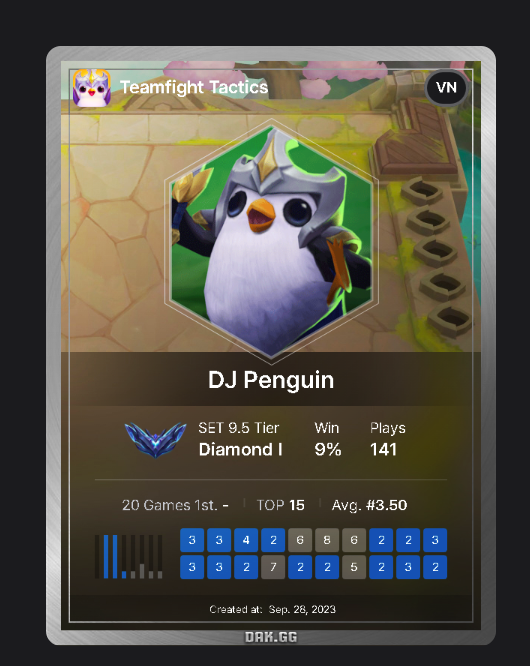 Teamfight Tactics
VN
DJ Penguin
SET 9.5 Tier Win Plays
Diamond I 9% 141
20 Games 1st. - TOP 15 Avg. #3.50
3 3 4 2 6 8 6 2 2 3
3 3 2 7 2 2 5 2 3 2
Created at: Sep. 28, 2023
DAK.GG